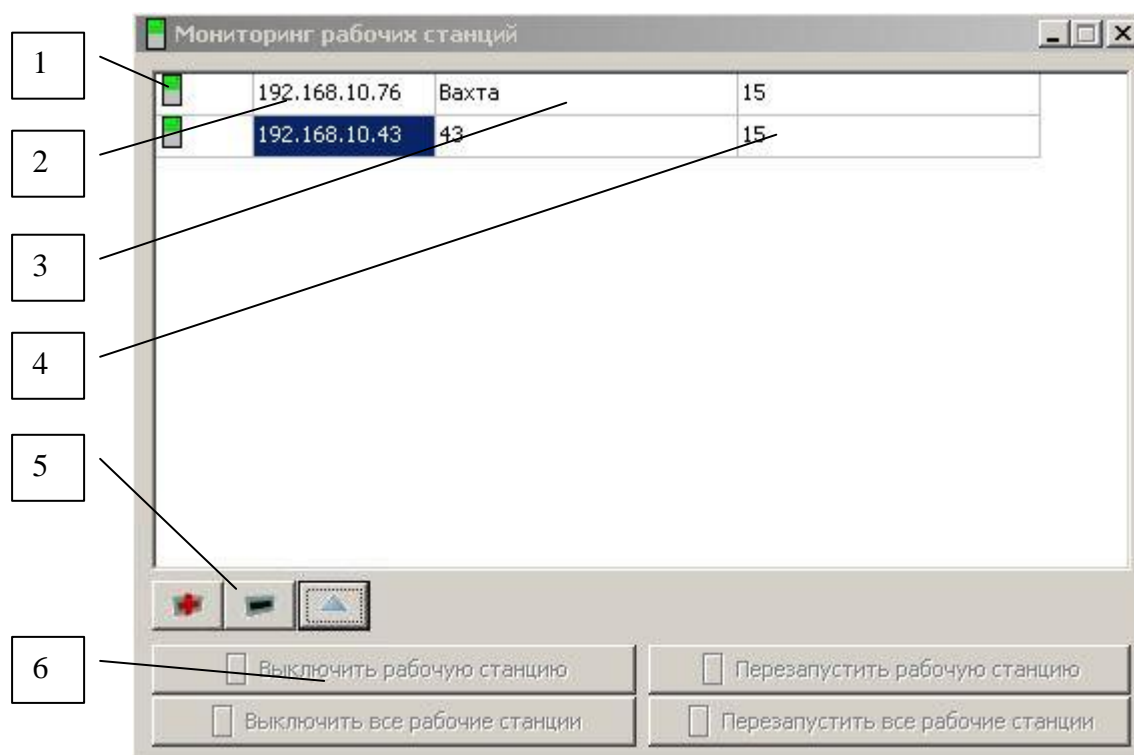 Мониторинг рабочих станций
1
192.168.10.76 Вахта 15
192.168.10.43 43 15
2
3
4
5
6
Выключить рабочую станцию Перезапустить рабочую станцию
Выключить все рабочие станции Перезапустить все рабочие станции